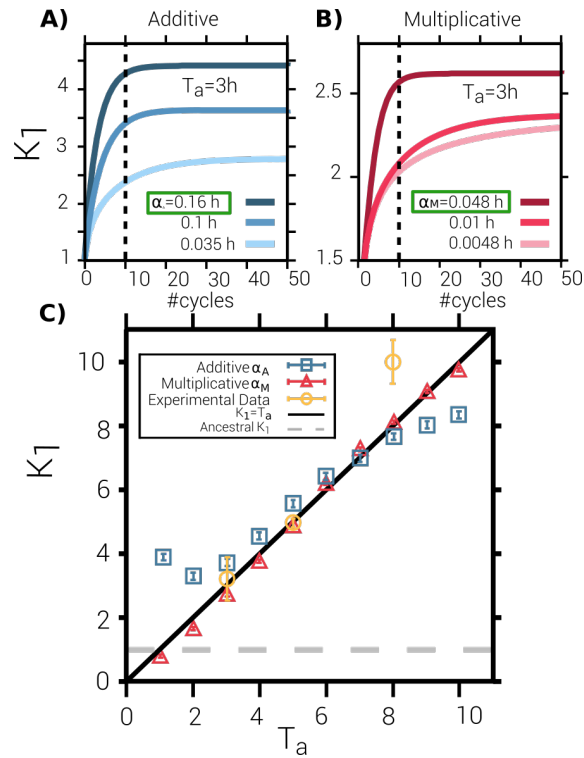 A) Additive
B) Multiplicative
K1
4
3
2
1
Ta=3h
α=0.16 h
0.1 h
0.035 h
0 10 20 30 40 50
#cycles
2.5
2
1.5
Ta=3h
αM=0.048 h
0.01 h
0.0048 h
0 10 20 30 40 50
#cycles
C)
K1
10
8
6
4
2
0
Additive αA
Multiplicative αM
Experimental Data
K1=Ta
Ancestral K1
0 2 4 6 8 10
Ta